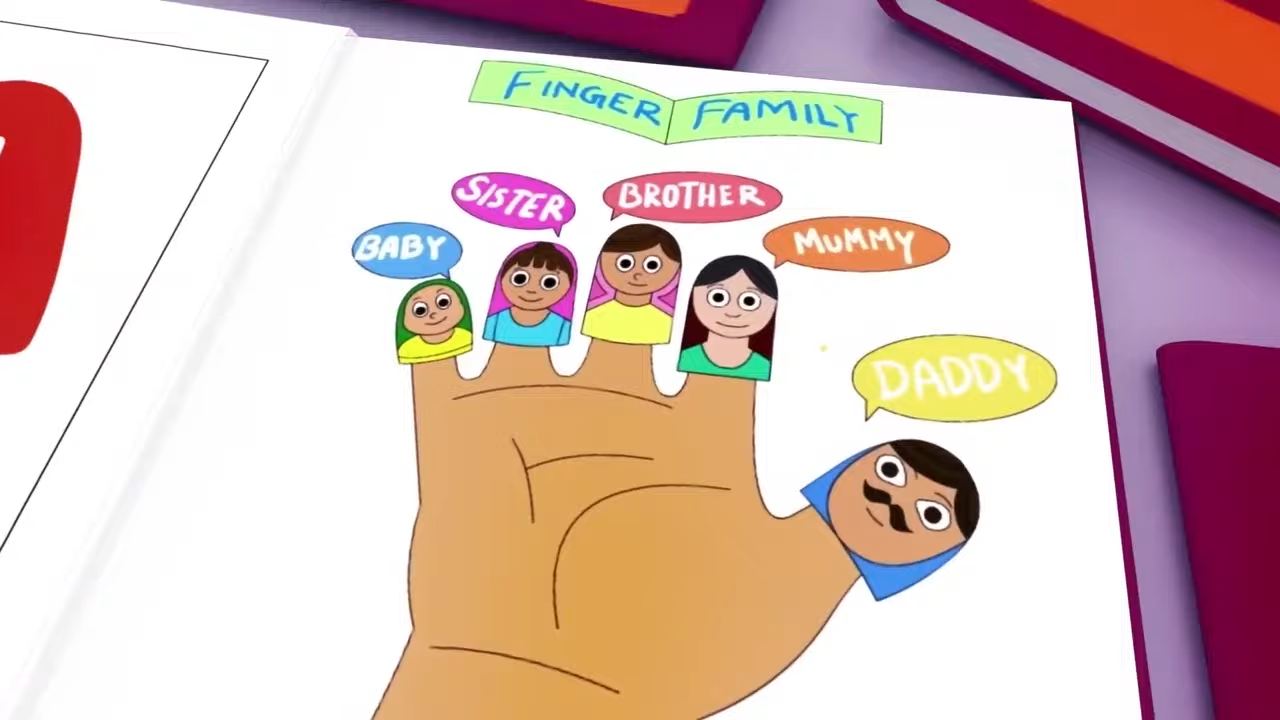 FINGER FAMILY
BABY
SISTER
BROTHER
MUMMY
DADDY